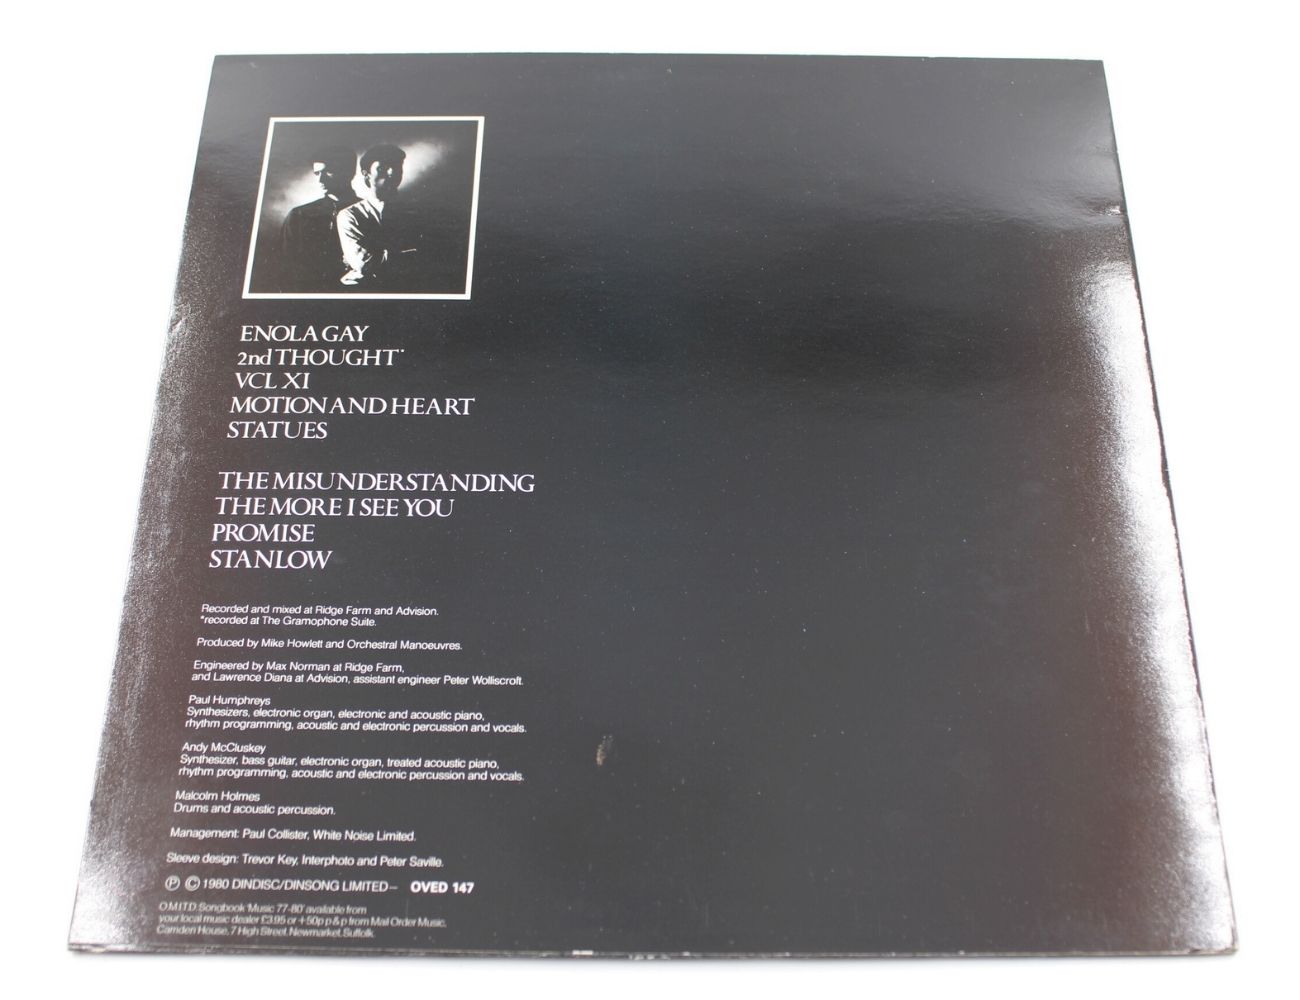 ENOLA GAY
2nd THOUGHT*
VCL XI
MOTION AND HEART
STATUES
THE MISUNDERSTANDING
THE MORE I SEE YOU
PROMISE
STANLOW
Recorded and mixed at Ridge Farm and Advision.
*recorded at The Gramophone Suite.
Produced by Mike Howlett and Orchestral Manoeuvres.
Engineered by Max Norman at Ridge Farm,
and Lawrence Diana at Advision, assistant engineer Peter Wolliscroft.
Paul Humphreys
Synthesizers, electronic organ, electronic and acoustic piano,
rhythm programming, acoustic and electronic percussion and vocals.
Andy McCluskey
Synthesizer, bass guitar, electronic organ, treated acoustic piano,
rhythm programming, acoustic and electronic percussion and vocals.
Malcolm Holmes
Drums and acoustic percussion.
Management: Paul Collister, White Noise Limited.
Sleeve design: Trevor Key, Interphoto and Peter Saville.
℗ © 1980 DINDISC/DINSONG LIMITED– OVED 147
O.M.I.T.D. Songbook 'Music 77-80' available from
your local music dealer £3.95 or +50p p&p from Mail Order Music,
Camden House, 7 High Street, Newmarket, Suffolk.